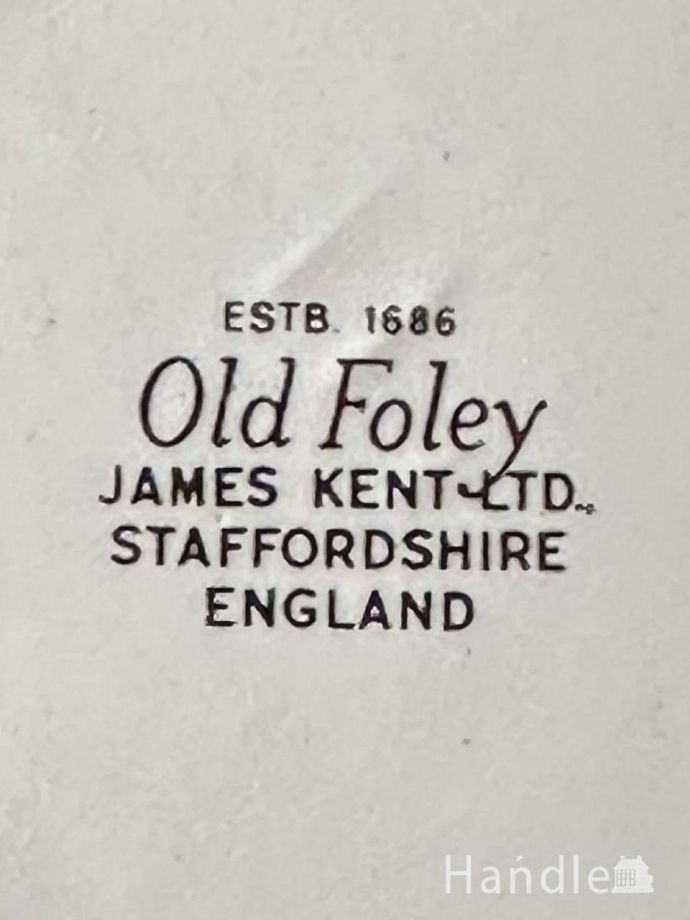 ESTB. 1686
Old Foley
JAMES KENT LTD.
STAFFORDSHIRE
ENGLAND
Handle